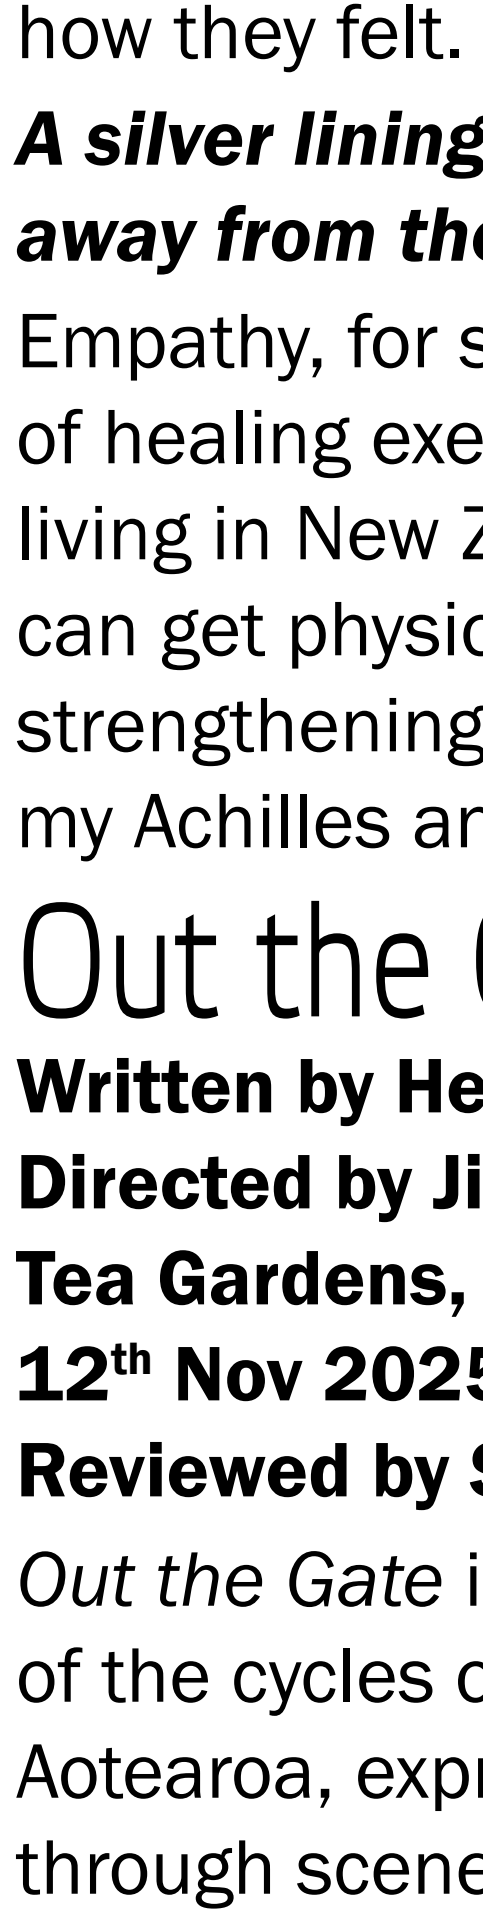 how they felt.
A silver lining
away from the
Empathy, for s
of healing exe
living in New Z
can get physic
strengthening
my Achilles an
Out the G
Written by He
Directed by Ji
Tea Gardens,
12th Nov 2025
Reviewed by S
Out the Gate i
of the cycles o
Aotearoa, expr
through scene